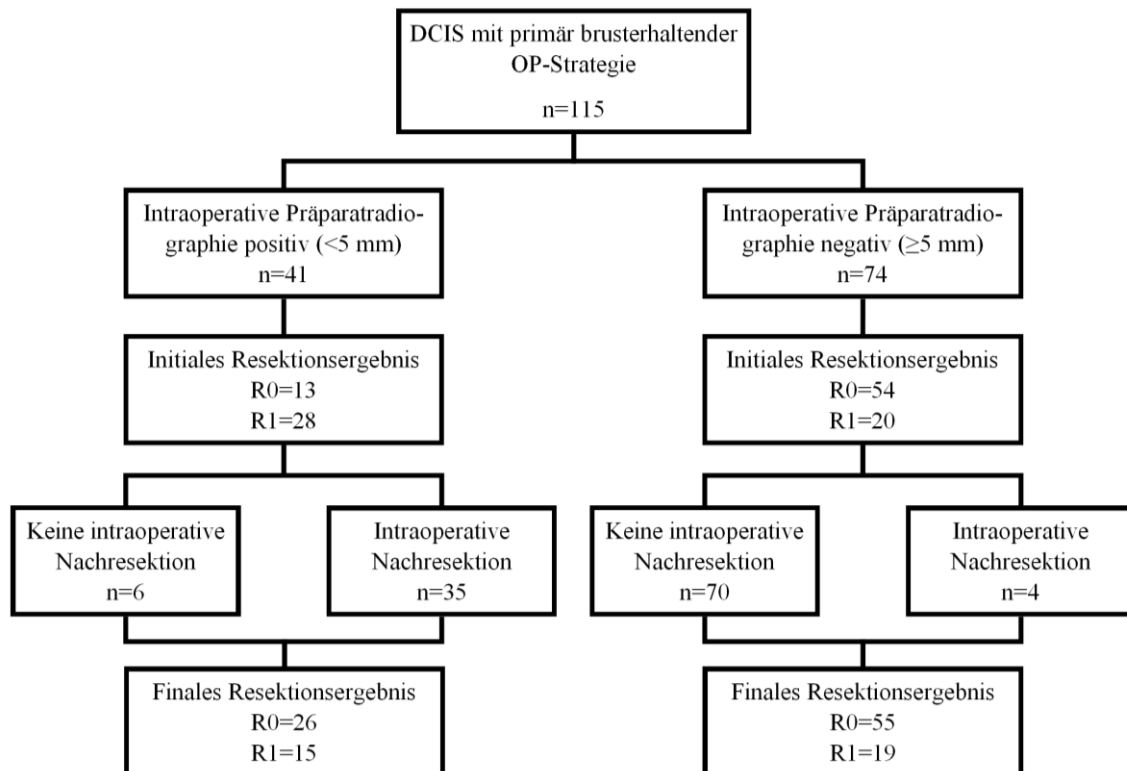 DCIS mit primär brusterhaltender
OP-Strategie
n=115
Intraoperative Präparatradio-
graphie positiv (<5 mm)
n=41
Intraoperative Präparatradio-
graphie negativ (≥5 mm)
n=74
Initiales Resektionsergebnis
R0=13
R1=28
Initiales Resektionsergebnis
R0=54
R1=20
Keine intraoperative
Nachresektion
n=6
Intraoperative
Nachresektion
n=35
Keine intraoperative
Nachresektion
n=70
Intraoperative
Nachresektion
n=4
Finales Resektionsergebnis
R0=26
R1=15
Finales Resektionsergebnis
R0=55
R1=19